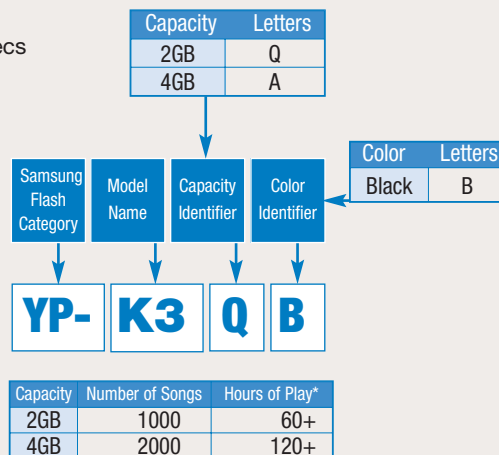 Capacity Letters
2GB Q
4GB A
Color Letters
Black B
Samsung Flash Category
Model Name
Capacity Identifier
Color Identifier
YP- K3 Q B
Capacity Number of Songs Hours of Play*
2GB 1000 60+
4GB 2000 120+